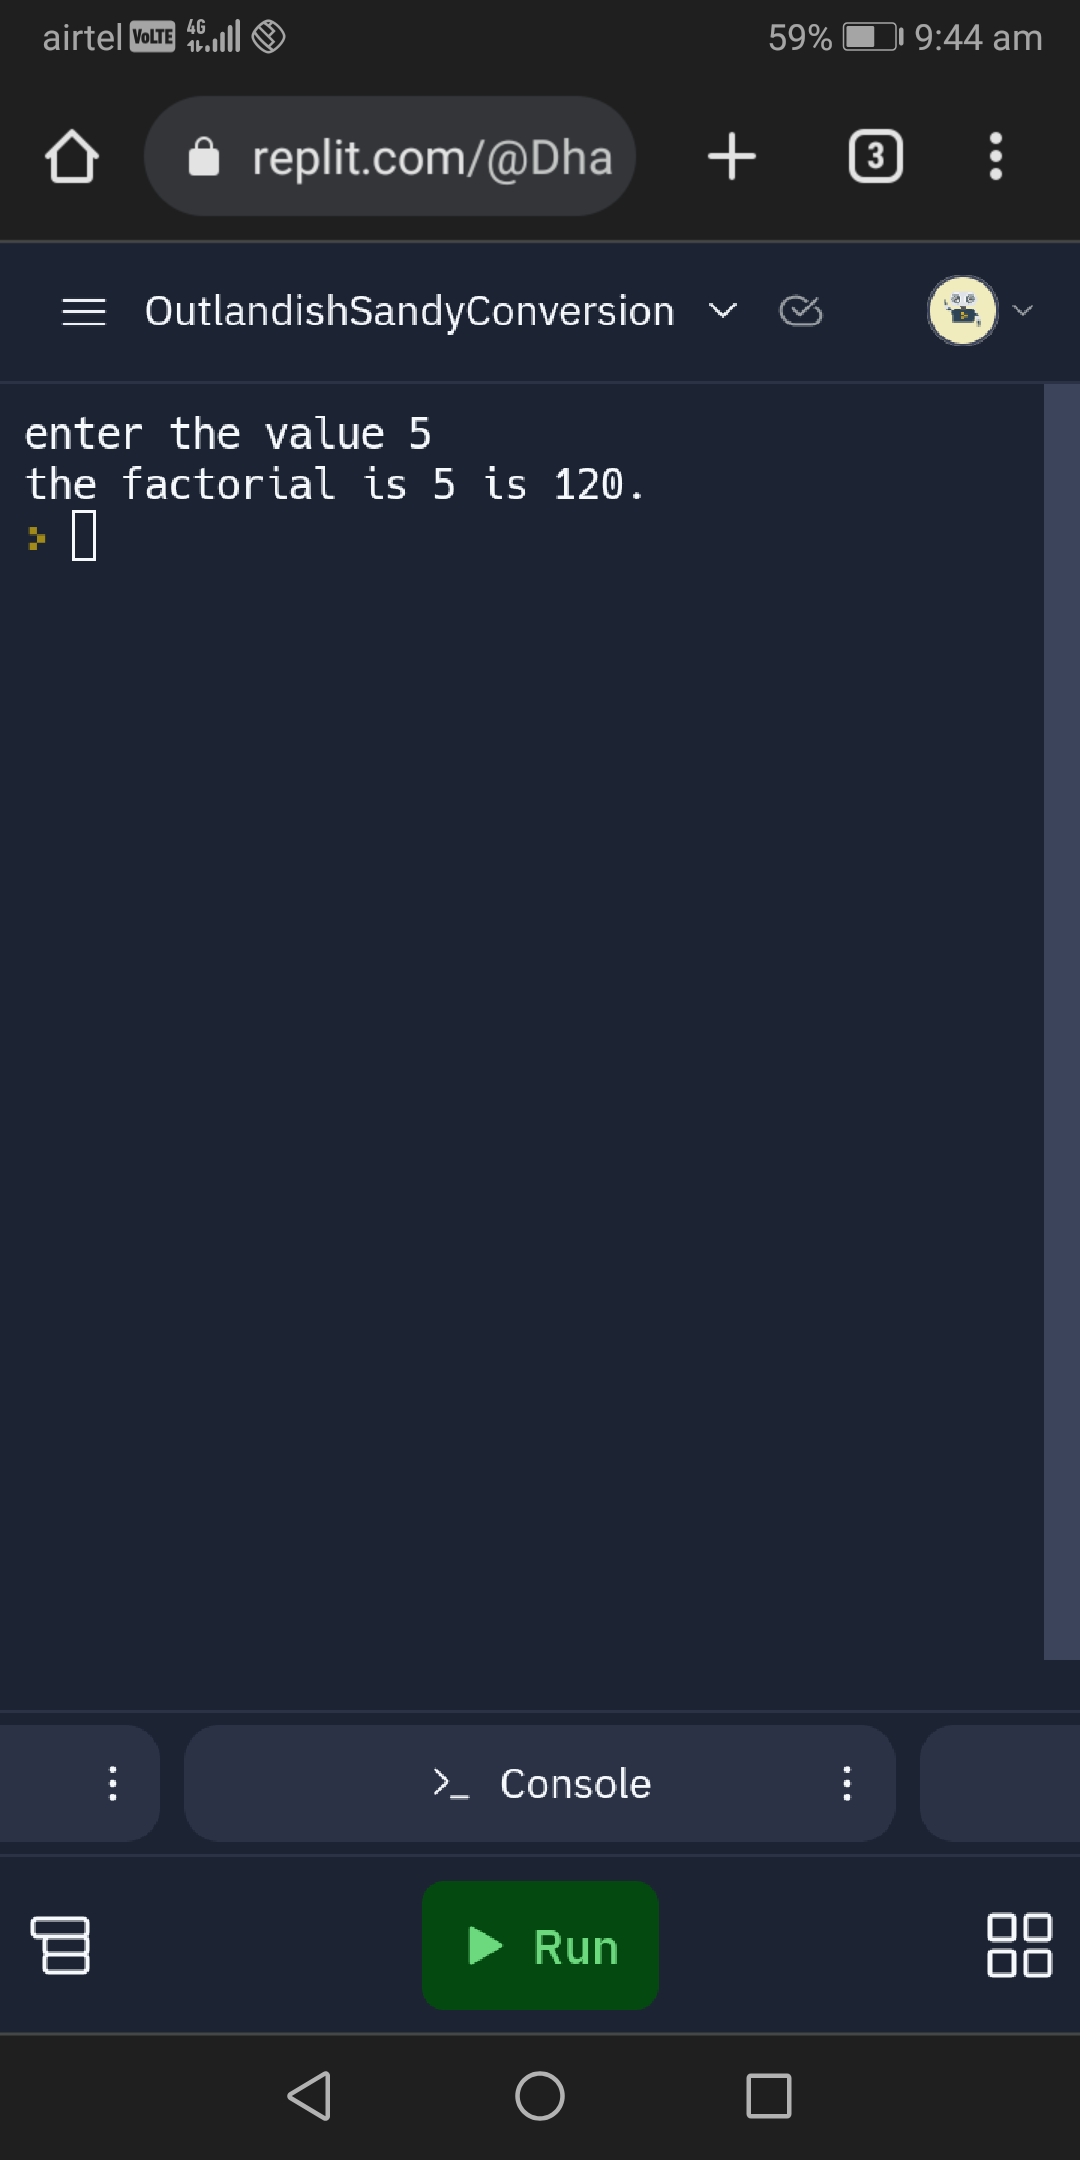 airtel VoLTE 4G 59% 9:44 am
replit.com/@Dha 3
OutlandishSandyConversion
enter the value 5
the factorial is 5 is 120.
>_ Console
Run